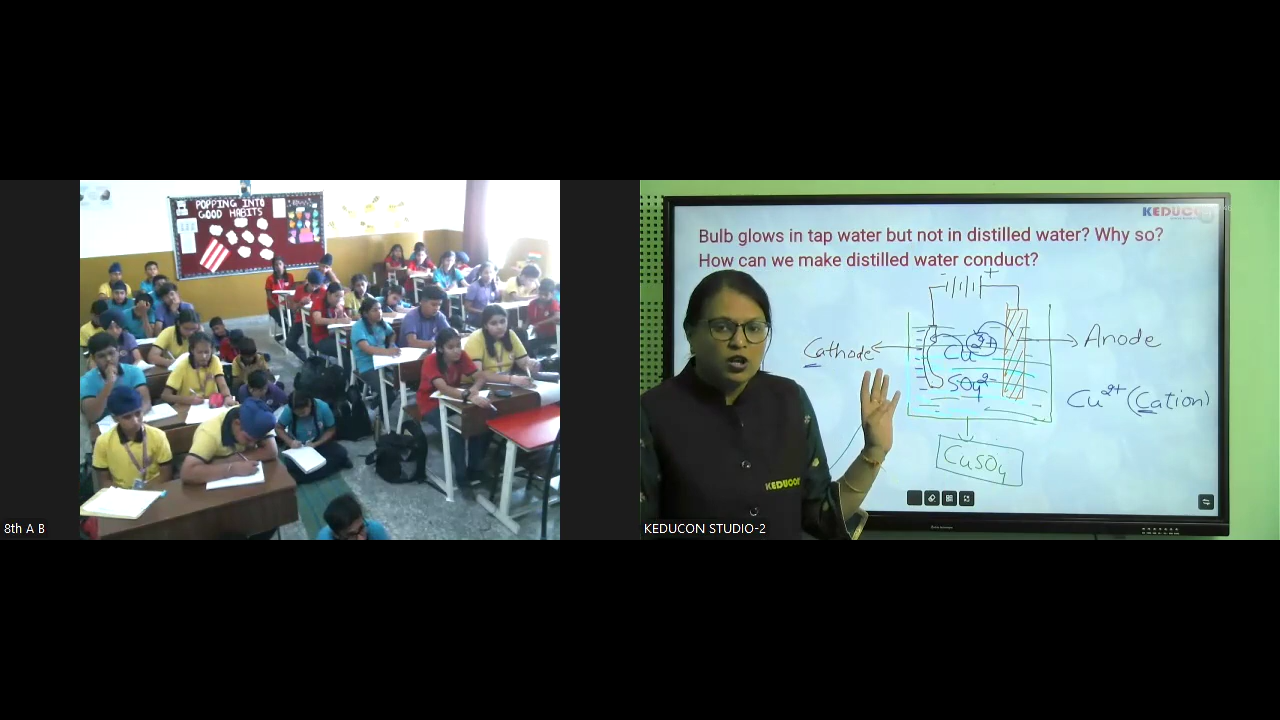 POPPING INTO
GOOD HABITS
8th A B
KEDUCON
Bulb glows in tap water but not in distilled water? Why so?
How can we make distilled water conduct?
- +
Cathode
Anode
Cu2+
SO42-
Cu2+ (Cation)
CuSO4
KEDUCON
KEDUCON STUDIO-2